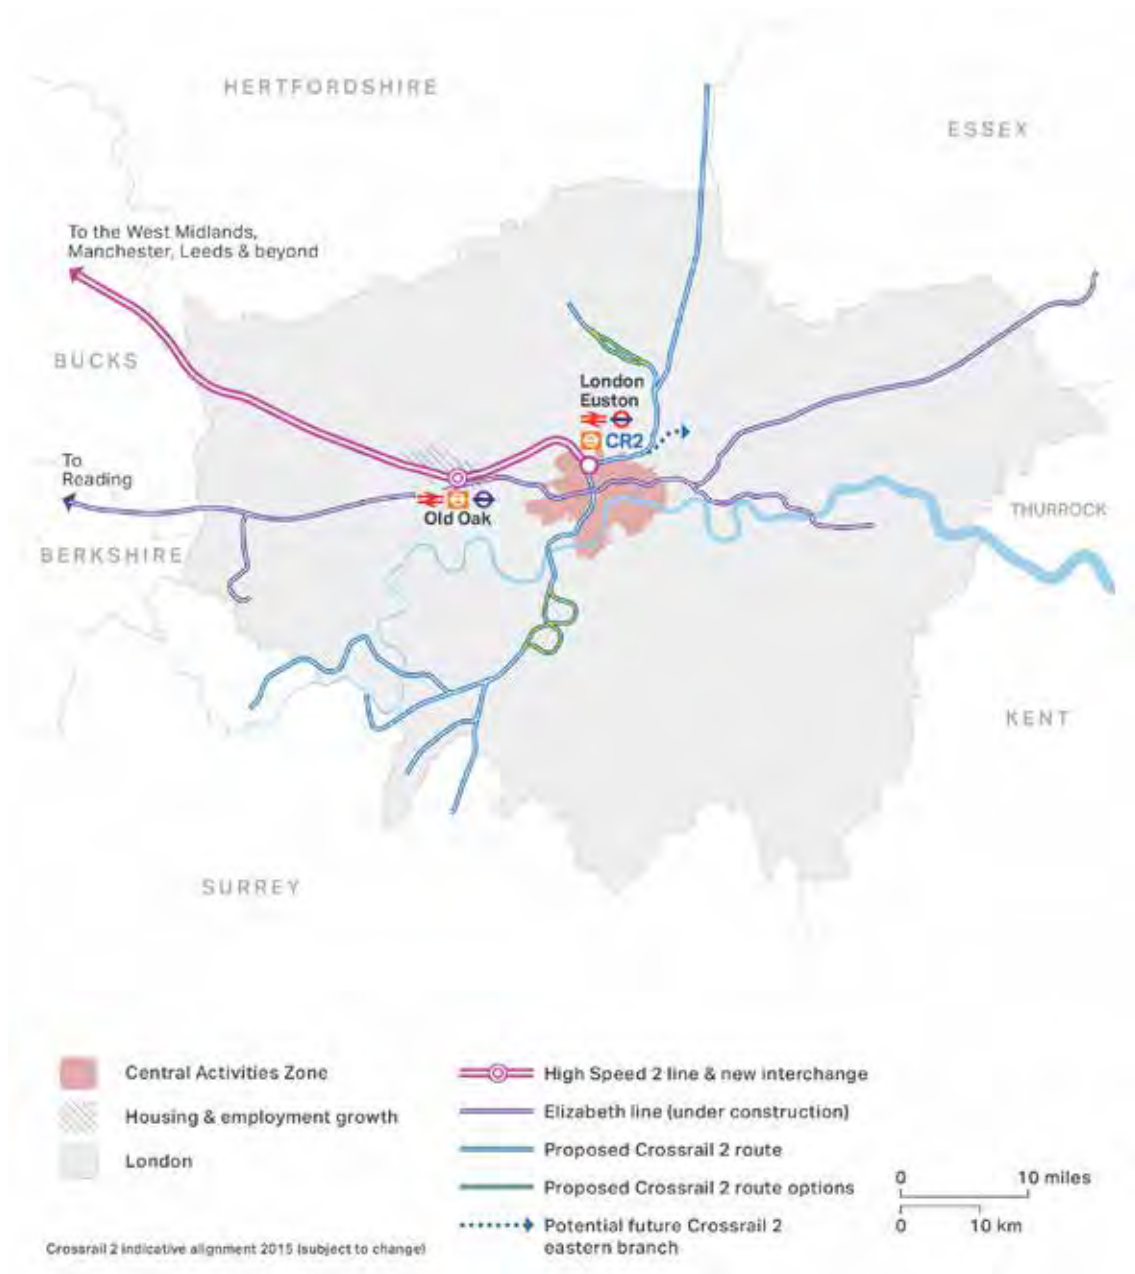 HERTFORDSHIRE
ESSEX
To the West Midlands,
Manchester, Leeds & beyond
BUCKS
London
Euston
CR2
To
Reading
Old Oak
THURROCK
BERKSHIRE
KENT
SURREY
Central Activities Zone
Housing & employment growth
London
High Speed 2 line & new interchange
Elizabeth line (under construction)
Proposed Crossrail 2 route
Proposed Crossrail 2 route options
Potential future Crossrail 2
eastern branch
0 10 miles
0 10 km
Crossrail 2 indicative alignment 2015 (subject to change)